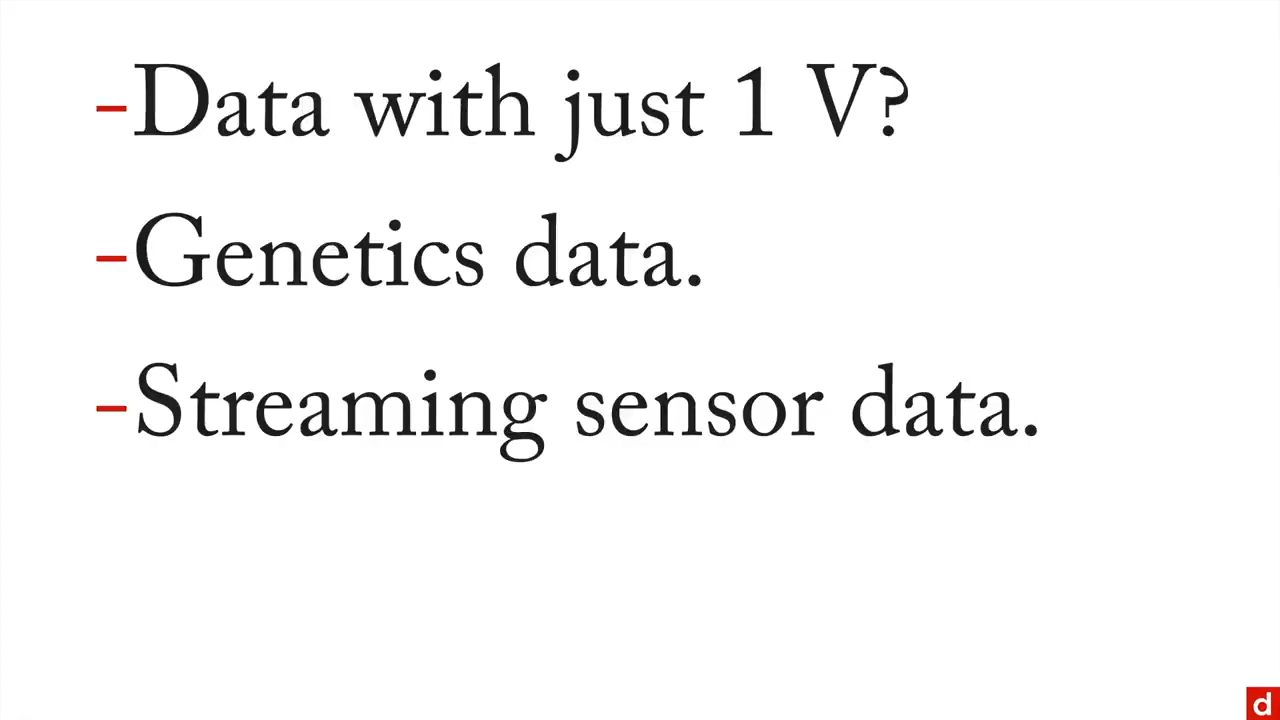 -Data with just 1 V?
-Genetics data.
-Streaming sensor data.
d